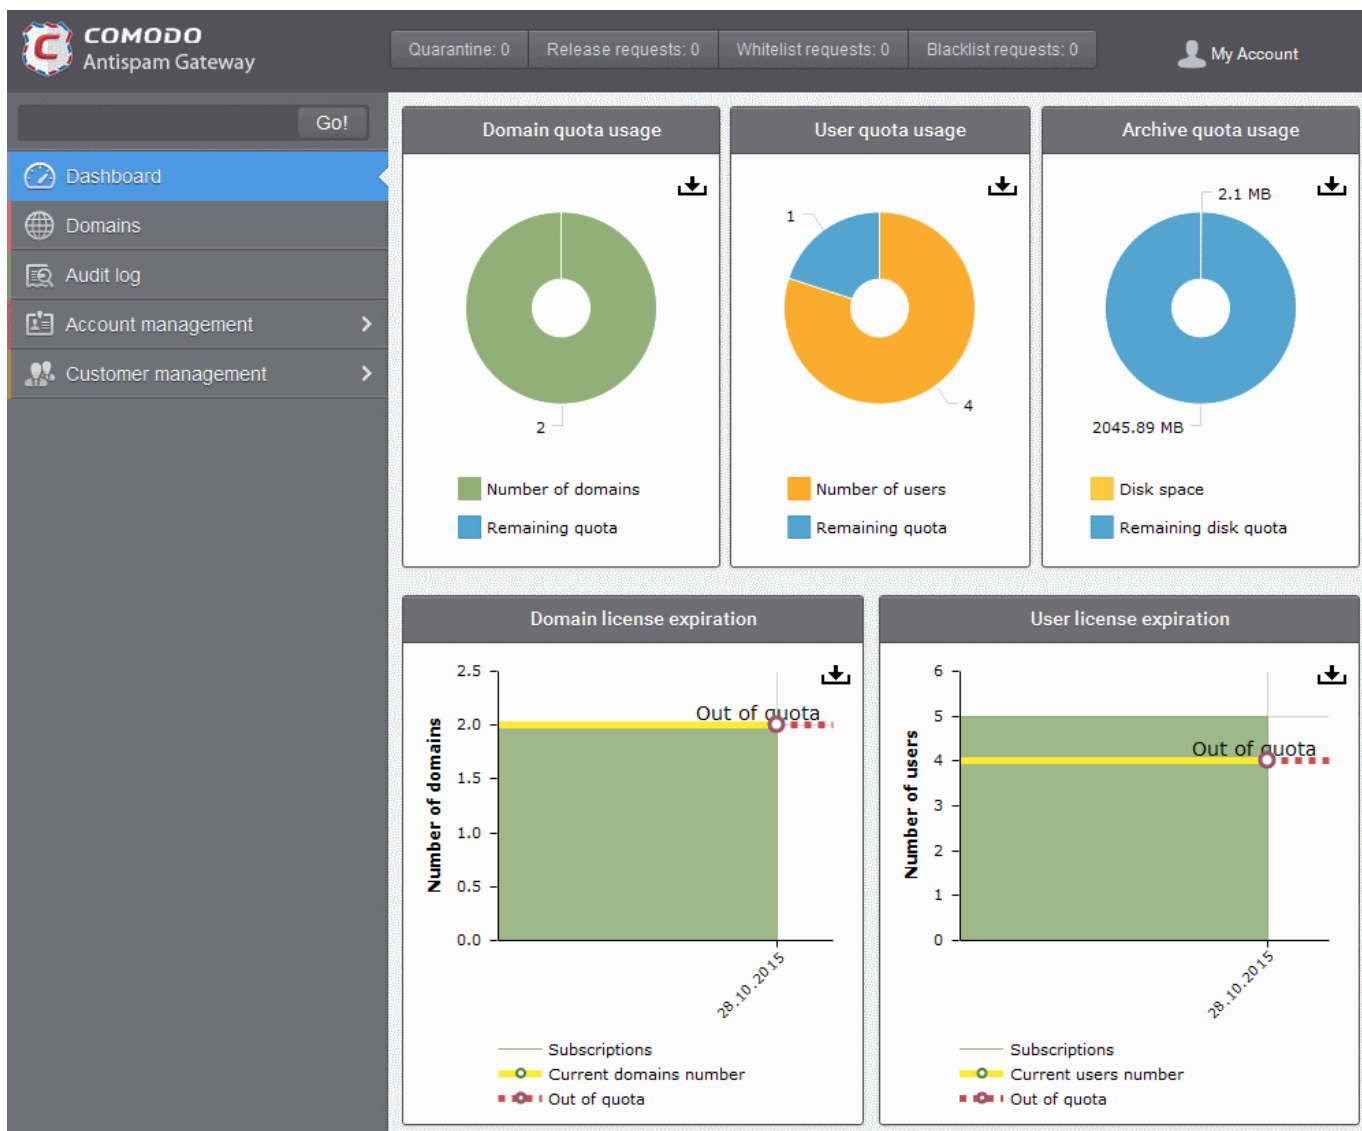 COMODO
Antispam Gateway
Quarantine: 0 Release requests: 0 Whitelist requests: 0 Blacklist requests: 0
My Account
Go!
Dashboard
Domains
Audit log
Account management
Customer management
Domain quota usage
2
Number of domains
Remaining quota
User quota usage
1
4
Number of users
Remaining quota
Archive quota usage
2.1 MB
2045.89 MB
Disk space
Remaining disk quota
Domain license expiration
Number of domains
2.5
2.0
1.5
1.0
0.5
0.0
Out of quota
28.10.2015
Subscriptions
Current domains number
Out of quota
User license expiration
Number of users
6
5
4
3
2
1
0
Out of quota
28.10.2015
Subscriptions
Current users number
Out of quota